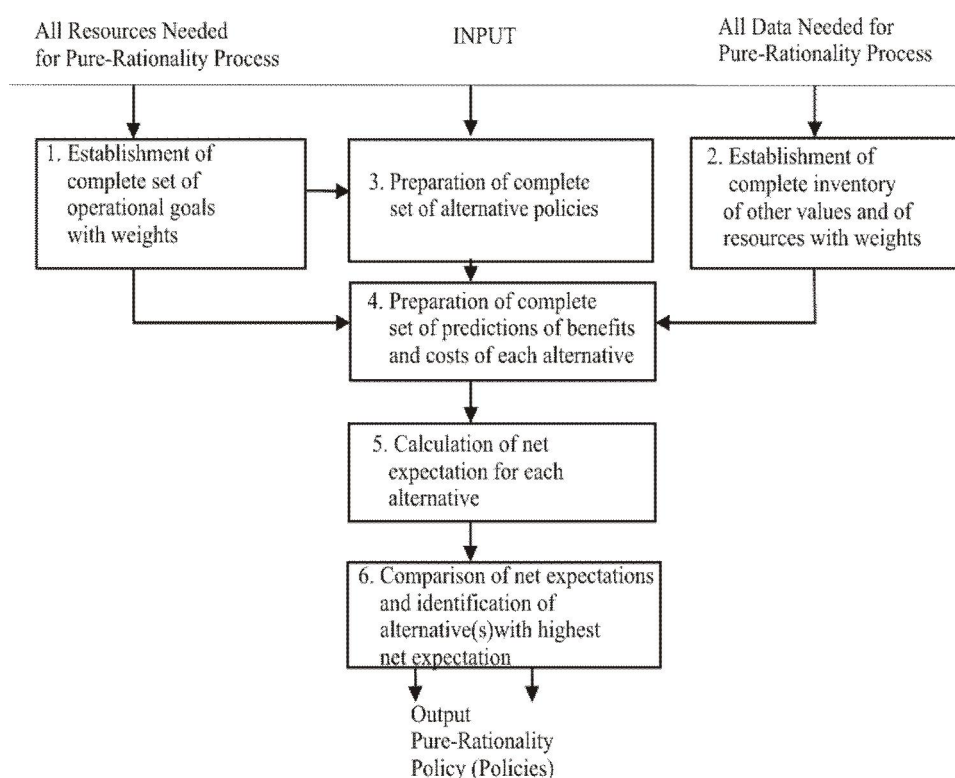 All Resources Needed
for Pure-Rationality Process
INPUT
All Data Needed for
Pure-Rationality Process
1. Establishment of
complete set of
operational goals
with weights
3. Preparation of complete
set of alternative policies
2. Establishment of
complete inventory
of other values and of
resources with weights
4. Preparation of complete
set of predictions of benefits
and costs of each alternative
5. Calculation of net
expectation for each
alternative
6. Comparison of net expectations
and identification of
alternative(s)with highest
net expectation
Output
Pure-Rationality
Policy (Policies)